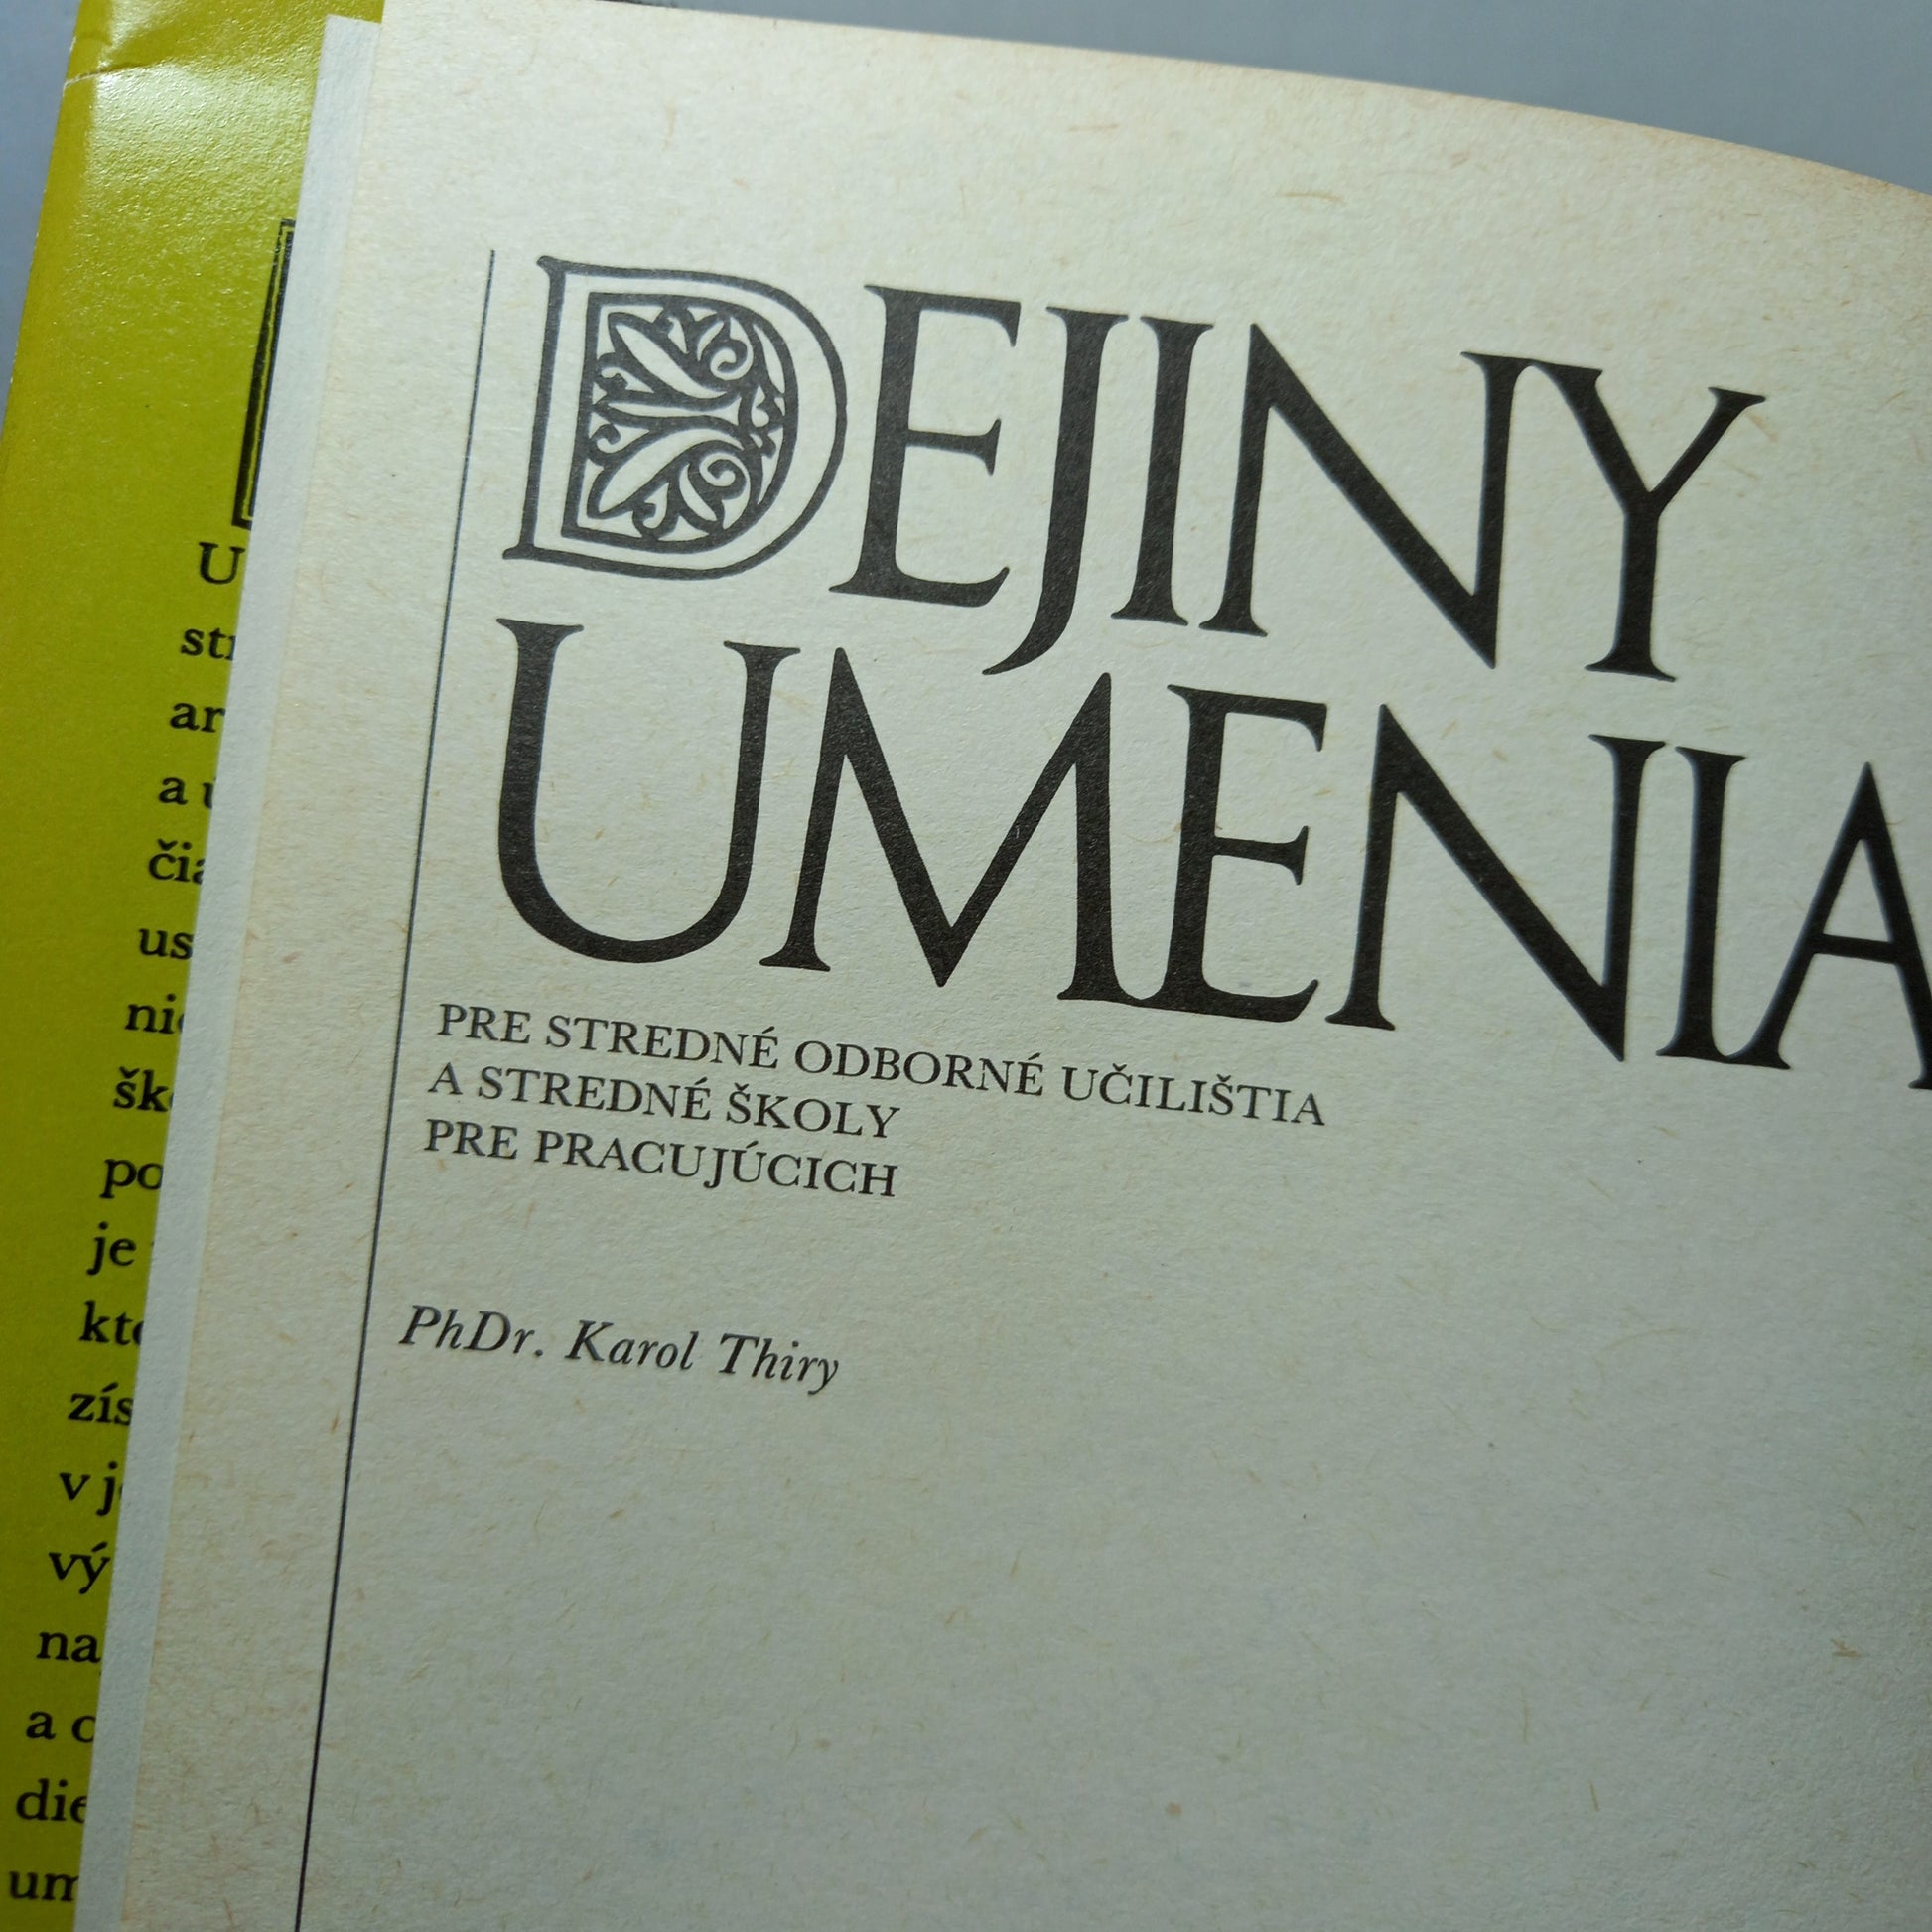 DEJINY
UMENIA
PRE STREDNÉ ODBORNÉ UČILIŠTIA
A STREDNÉ ŠKOLY
PRE PRACUJÚCICH
PhDr. Karol Thiry